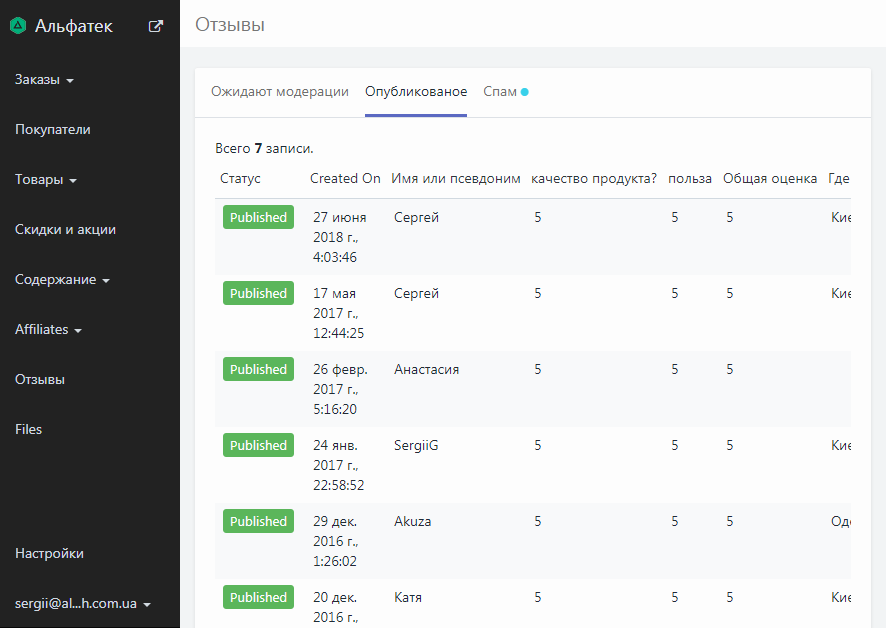 Альфатек
Отзывы
Заказы
Покупатели
Товары
Скидки и акции
Содержание
Affiliates
Отзывы
Files
Настройки
sergii@al...h.com.ua
Ожидают модерации Опубликованое Спам
Всего 7 записи.
Статус Created On Имя или псевдоним качество продукта? польза Общая оценка Где
Published 27 июня 2018 г., 4:03:46 Сергей 5 5 5 Кие
Published 17 мая 2017 г., 12:44:25 Сергей 5 5 5 Кие
Published 26 февр. 2017 г., 5:16:20 Анастасия 5 5 5
Published 24 янв. 2017 г., 22:58:52 SergiiG 5 5 5 Кие
Published 29 дек. 2016 г., 1:26:02 Akuza 5 5 5 Оде
Published 20 дек. 2016 г., Катя 5 5 5 Кие